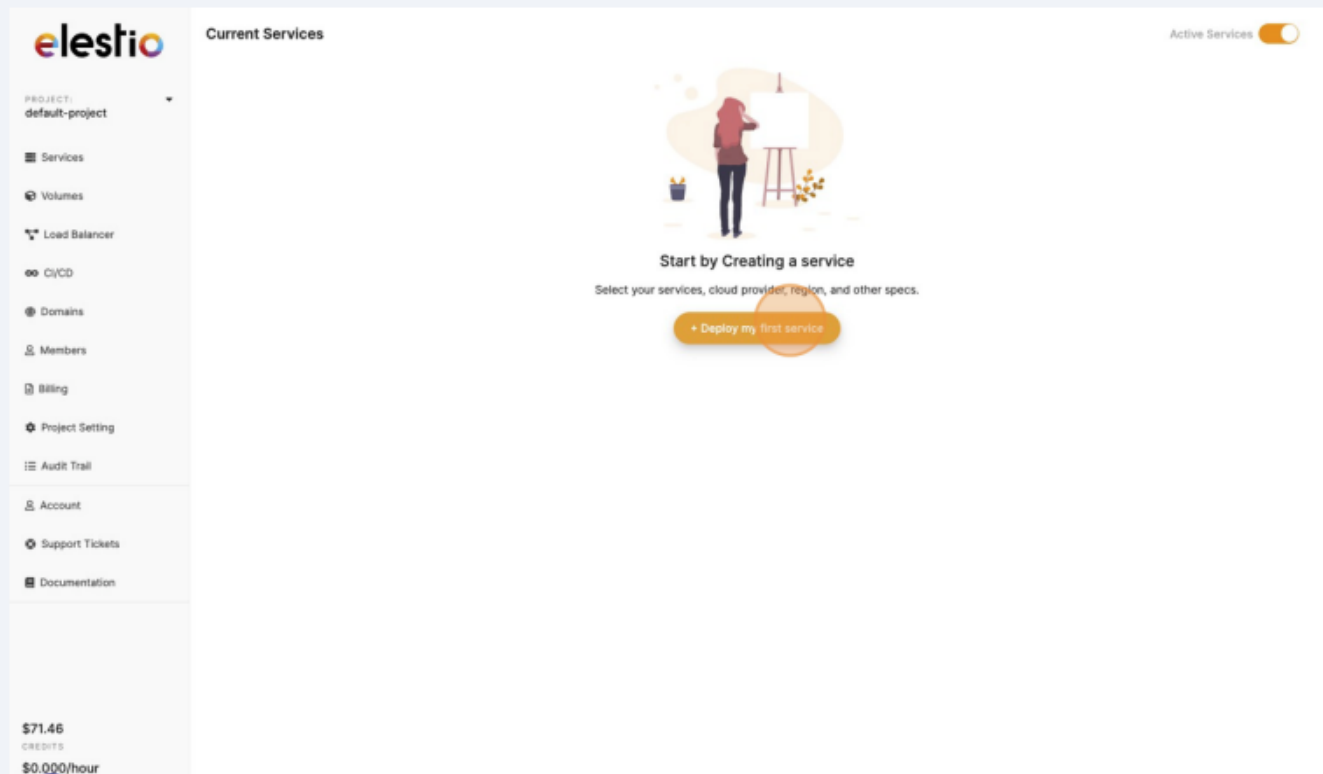 elestio
PROJECT:
default-project
Services
Volumes
Load Balancer
CI/CD
Domains
Members
Billing
Project Setting
Audit Trail
Account
Support Tickets
Documentation
$71.46
CREDITS
$0.000/hour
Current Services
Active Services
Start by Creating a service
Select your services, cloud provider, region, and other specs.
+ Deploy my first service